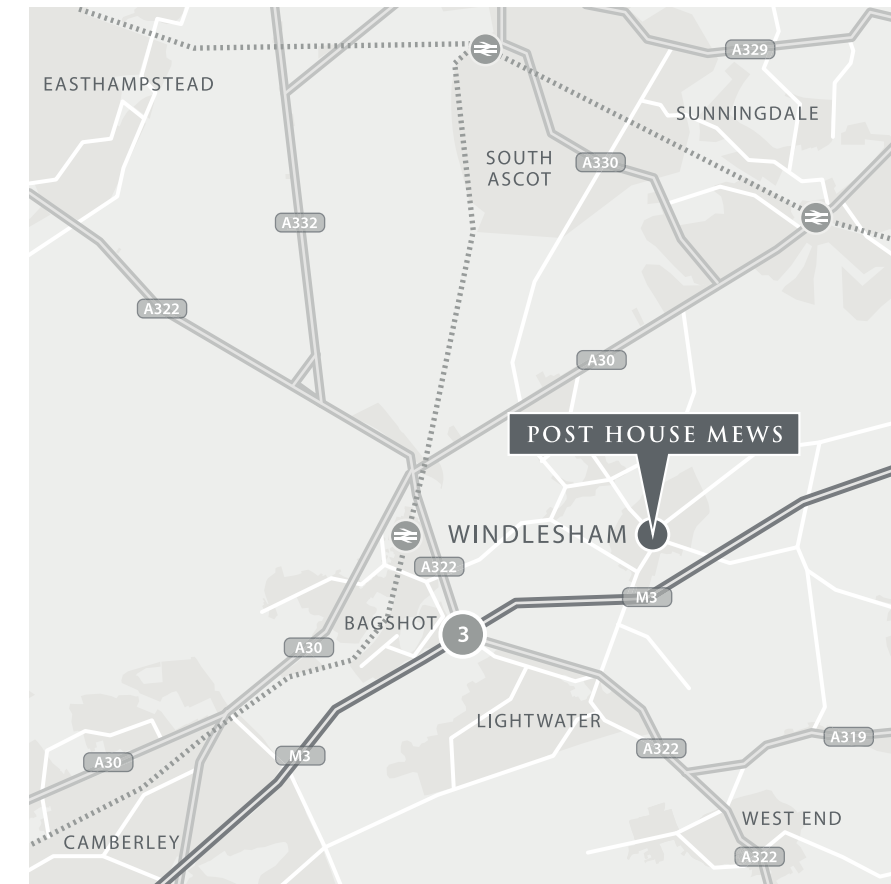 A329
EASTHAMPSTEAD
SUNNINGDALE
SOUTH
ASCOT
A330
A332
A322
A30
POST HOUSE MEWS
WINDLESHAM
A322
M3
BAGSHOT
3
A30
LIGHTWATER
A319
A322
M3
A30
WEST END
CAMBERLEY
A322